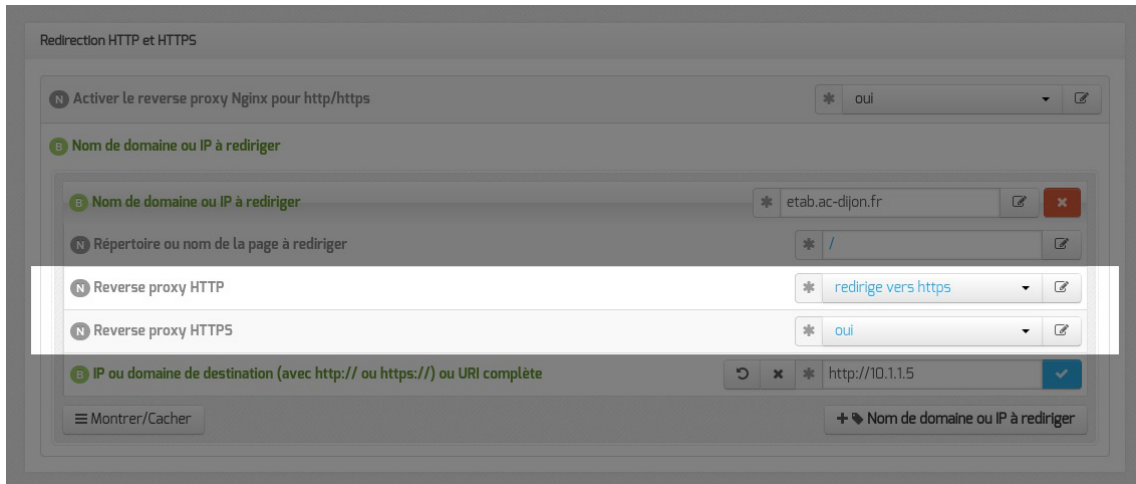 Redirection HTTP et HTTPS
N Activer le reverse proxy Nginx pour http/https oui
B Nom de domaine ou IP à rediriger
B Nom de domaine ou IP à rediriger etab.ac-dijon.fr
N Répertoire ou nom de la page à rediriger /
N Reverse proxy HTTP redirige vers https
N Reverse proxy HTTPS oui
B IP ou domaine de destination (avec http:// ou https://) ou URI complète http://10.1.1.5
Montrer/Cacher Nom de domaine ou IP à rediriger